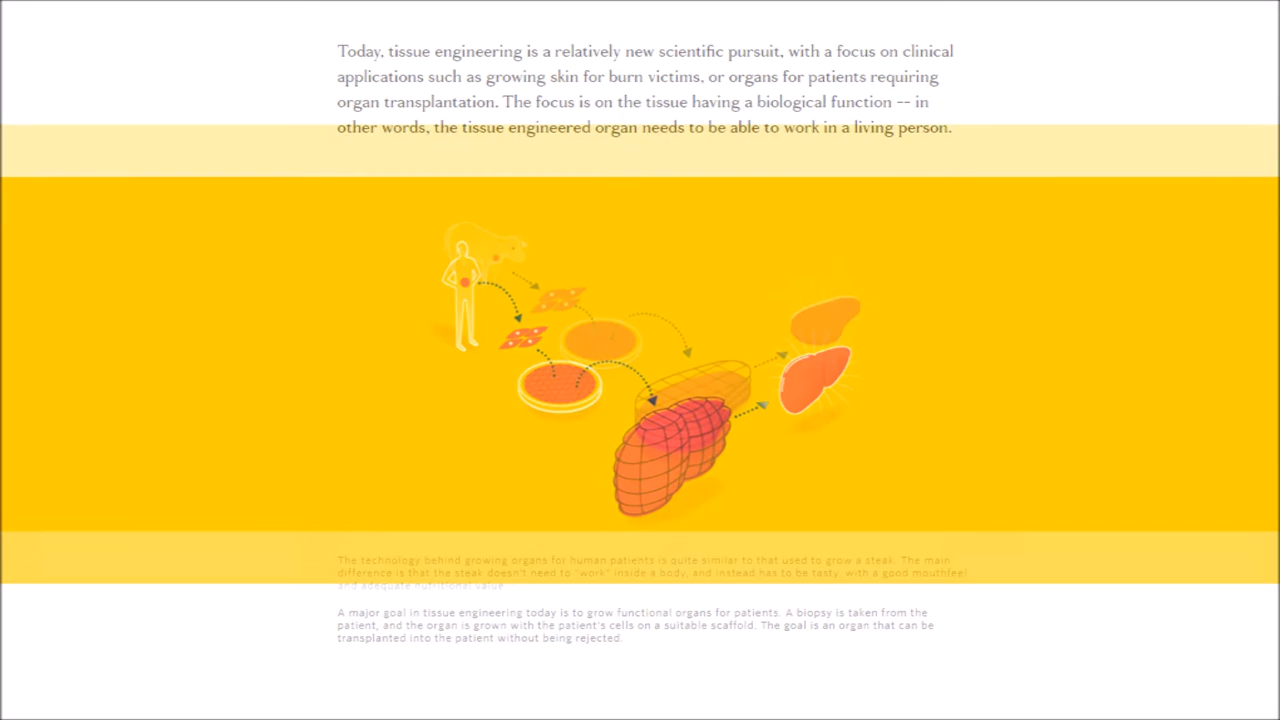 Today, tissue engineering is a relatively new scientific pursuit, with a focus on clinical
applications such as growing skin for burn victims, or organs for patients requiring
organ transplantation. The focus is on the tissue having a biological function -- in
other words, the tissue engineered organ needs to be able to work in a living person.
The technology behind growing organs for human patients is quite similar to that used to grow a steak. The main
difference is that the steak doesn't need to "work" inside a body, and instead has to be tasty, with a good mouthfeel
and adequate nutritional value.
A major goal in tissue engineering today is to grow functional organs for patients. A biopsy is taken from the
patient, and the organ is grown with the patient's cells on a suitable scaffold. The goal is an organ that can be
transplanted into the patient without being rejected.